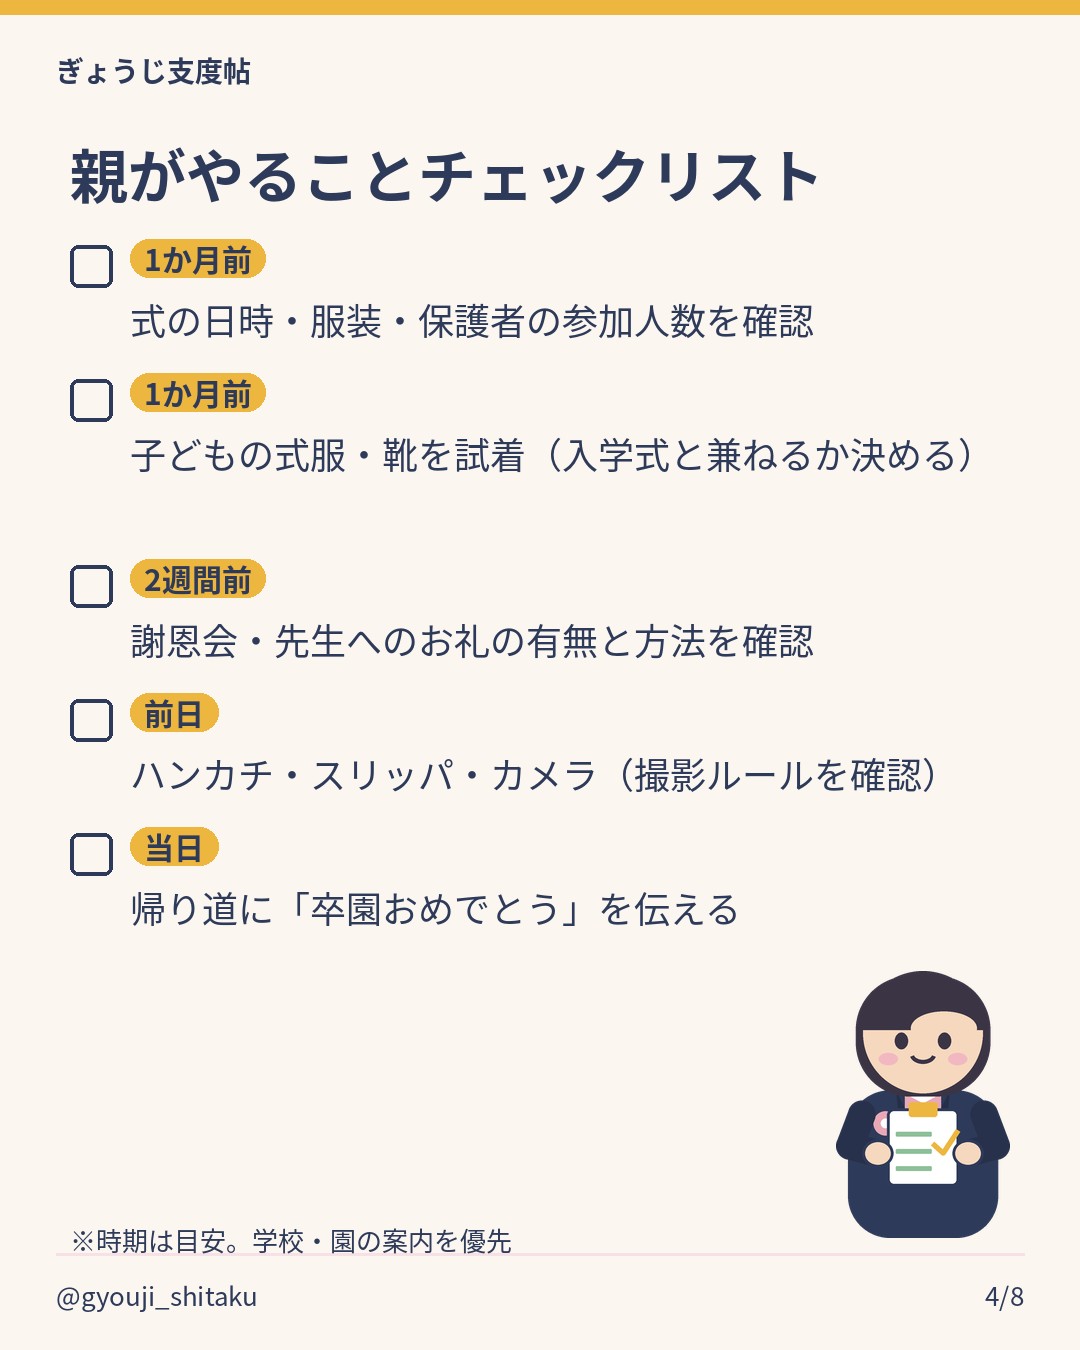 ぎょうじ支度帖
親がやることチェックリスト
1か月前
式の日時・服装・保護者の参加人数を確認
1か月前
子どもの式服・靴を試着（入学式と兼ねるか決める）
2週間前
謝恩会・先生へのお礼の有無と方法を確認
前日
ハンカチ・スリッパ・カメラ（撮影ルールを確認）
当日
帰り道に「卒園おめでとう」を伝える
※時期は目安。学校・園の案内を優先
@gyouji_shitaku
4/8